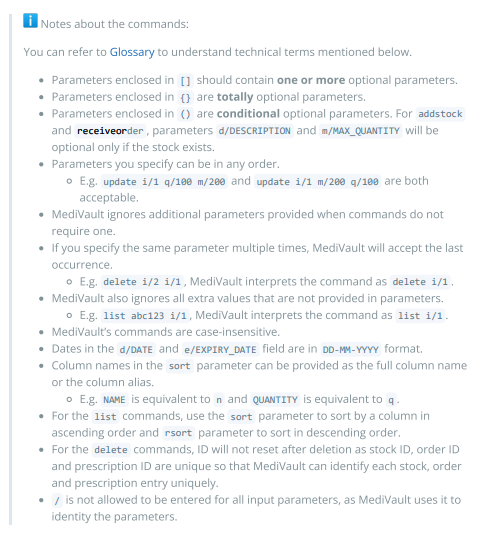 i Notes about the commands:
You can refer to Glossary to understand technical terms mentioned below.
• Parameters enclosed in [] should contain one or more optional parameters.
• Parameters enclosed in {} are totally optional parameters.
• Parameters enclosed in () are conditional optional parameters. For addstock
and receiveorder, parameters d/DESCRIPTION and m/MAX_QUANTITY will be
optional only if the stock exists.
• Parameters you specify can be in any order.
◦ E.g. update i/1 q/100 m/200 and update i/1 m/200 q/100 are both
acceptable.
• MediVault ignores additional parameters provided when commands do not
require one.
• If you specify the same parameter multiple times, MediVault will accept the last
occurrence.
◦ E.g. delete i/2 i/1, MediVault interprets the command as delete i/1.
• MediVault also ignores all extra values that are not provided in parameters.
◦ E.g. list abc123 i/1, MediVault interprets the command as list i/1.
• MediVault's commands are case-insensitive.
• Dates in the d/DATE and e/EXPIRY_DATE field are in DD-MM-YYYY format.
• Column names in the sort parameter can be provided as the full column name
or the column alias.
◦ E.g. NAME is equivalent to n and QUANTITY is equivalent to q.
• For the list commands, use the sort parameter to sort by a column in
ascending order and rsort parameter to sort in descending order.
• For the delete commands, ID will not reset after deletion as stock ID, order ID
and prescription ID are unique so that MediVault can identify each stock, order
and prescription entry uniquely.
• / is not allowed to be entered for all input parameters, as MediVault uses it to
identity the parameters.